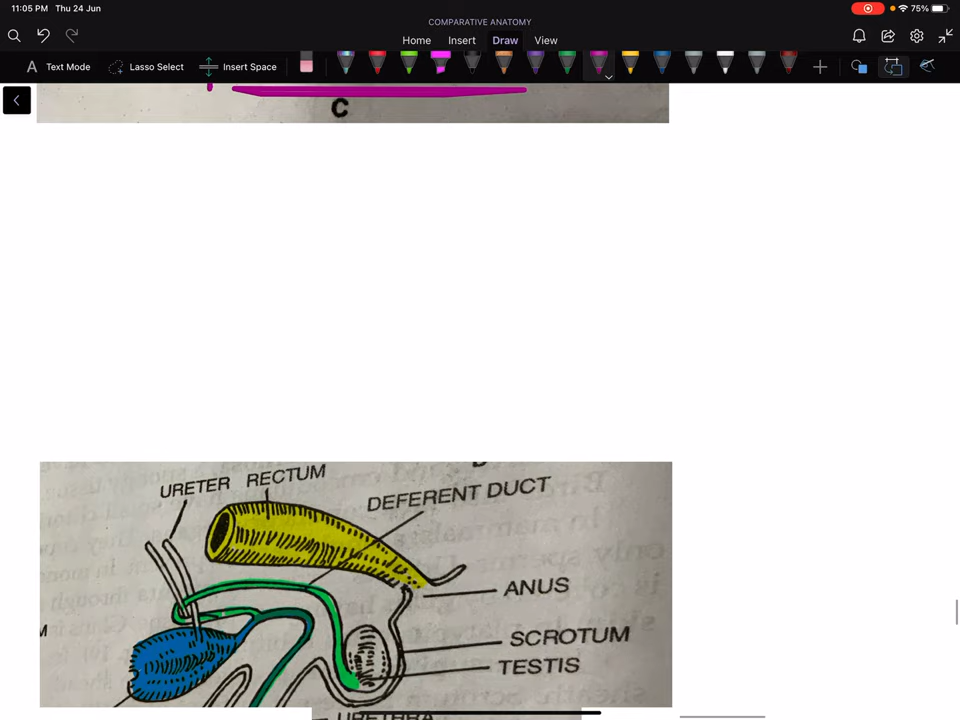 11:05 PM Thu 24 Jun
75%
COMPARATIVE ANATOMY
Home Insert Draw View
A Text Mode Lasso Select Insert Space
C
URETER RECTUM
DEFERENT DUCT
ANUS
SCROTUM
TESTIS
URETHRA